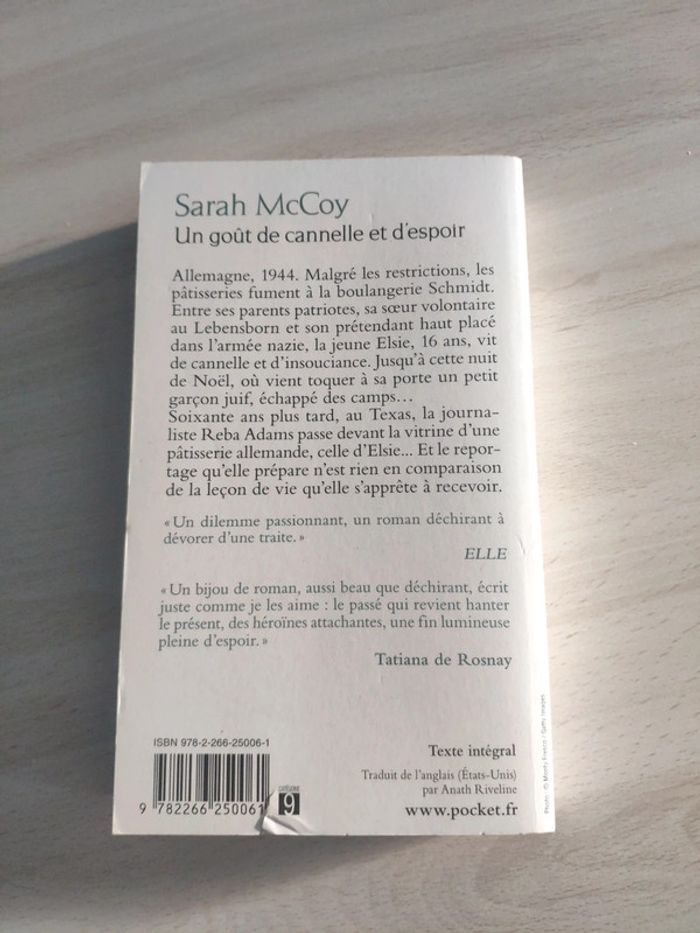 Sarah McCoy
Un goût de cannelle et d'espoir
Allemagne, 1944. Malgré les restrictions, les
pâtisseries fument à la boulangerie Schmidt.
Entre ses parents patriotes, sa sœur volontaire
au Lebensborn et son prétendant haut placé
dans l'armée nazie, la jeune Elsie, 16 ans, vit
de cannelle et d'insouciance. Jusqu'à cette nuit
de Noël, où vient toquer à sa porte un petit
garçon juif, échappé des camps...
Soixante ans plus tard, au Texas, la journa-
liste Reba Adams passe devant la vitrine d'une
pâtisserie allemande, celle d'Elsie... Et le repor-
tage qu'elle prépare n'est rien en comparaison
de la leçon de vie qu'elle s'apprête à recevoir.
« Un dilemme passionnant, un roman déchirant à
dévorer d'une traite. »
ELLE
« Un bijou de roman, aussi beau que déchirant, écrit
juste comme je les aime : le passé qui revient hanter
le présent, des héroïnes attachantes, une fin lumineuse
pleine d'espoir. »
Tatiana de Rosnay
ISBN 978-2-266-25006-1
9 782266 250061
CATÉGORIE
9
Texte intégral
Traduit de l'anglais (États-Unis)
par Anath Riveline
www.pocket.fr
Photo : © Monty Fresco / Getty Images